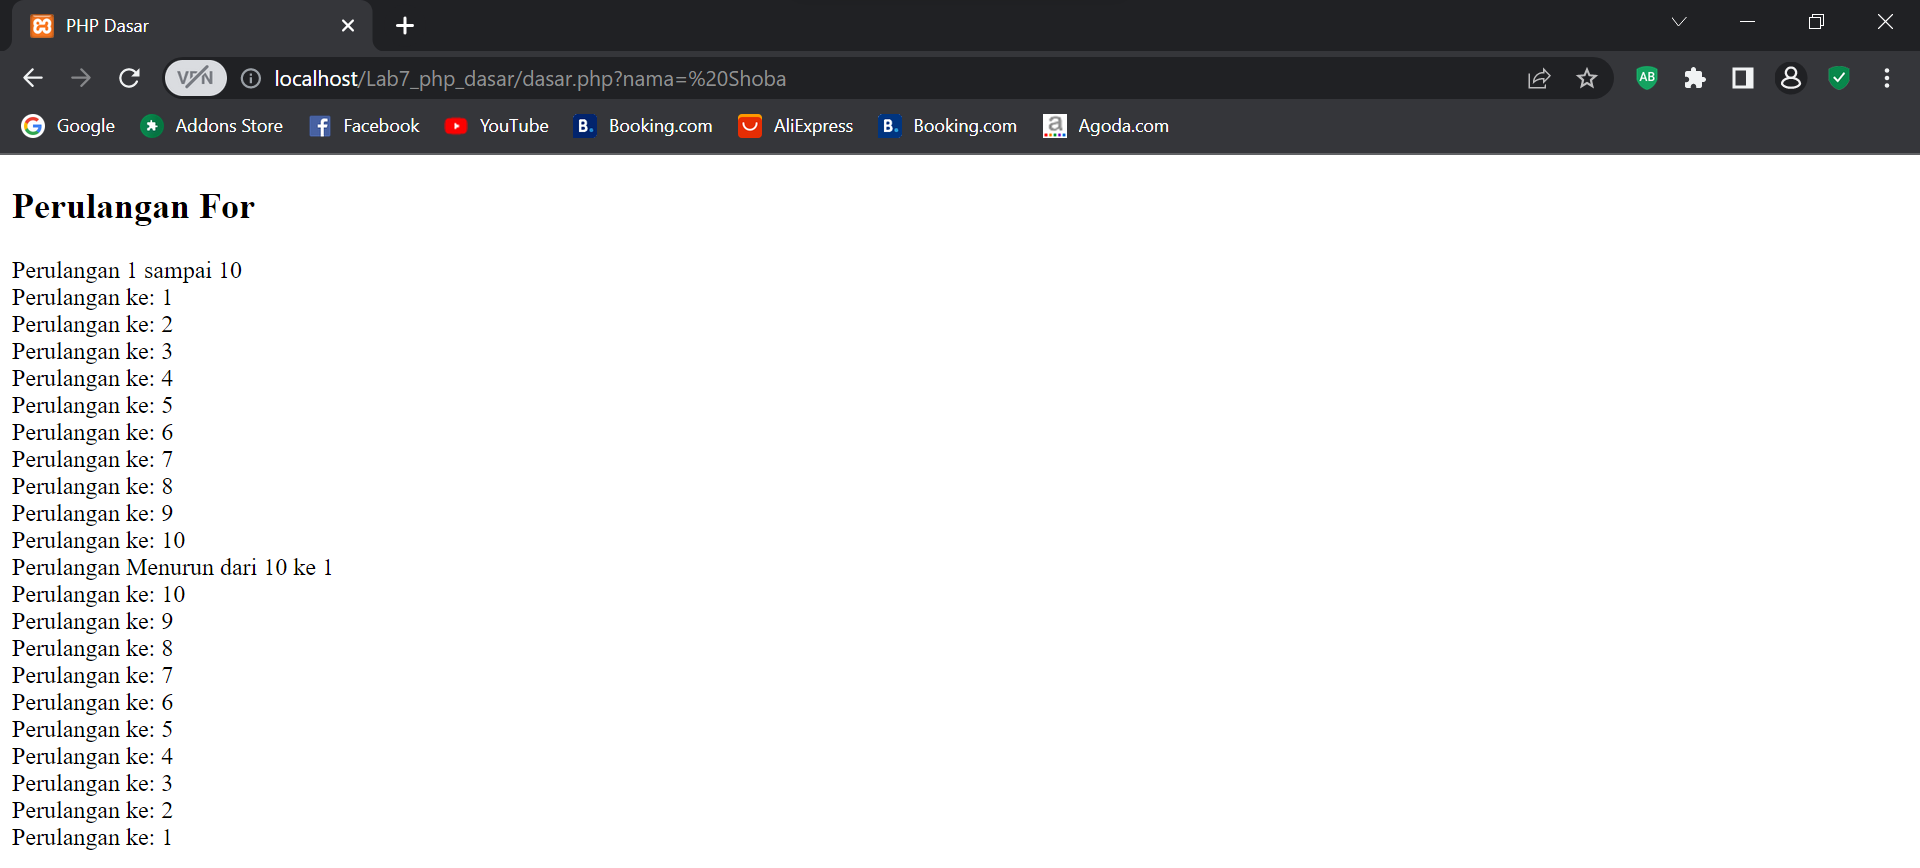 PHP Dasar
VPN
localhost/Lab7_php_dasar/dasar.php?nama=%20Shoba
AB
Google Addons Store Facebook YouTube B. Booking.com AliExpress B. Booking.com a Agoda.com
Perulangan For
Perulangan 1 sampai 10
Perulangan ke: 1
Perulangan ke: 2
Perulangan ke: 3
Perulangan ke: 4
Perulangan ke: 5
Perulangan ke: 6
Perulangan ke: 7
Perulangan ke: 8
Perulangan ke: 9
Perulangan ke: 10
Perulangan Menurun dari 10 ke 1
Perulangan ke: 10
Perulangan ke: 9
Perulangan ke: 8
Perulangan ke: 7
Perulangan ke: 6
Perulangan ke: 5
Perulangan ke: 4
Perulangan ke: 3
Perulangan ke: 2
Perulangan ke: 1